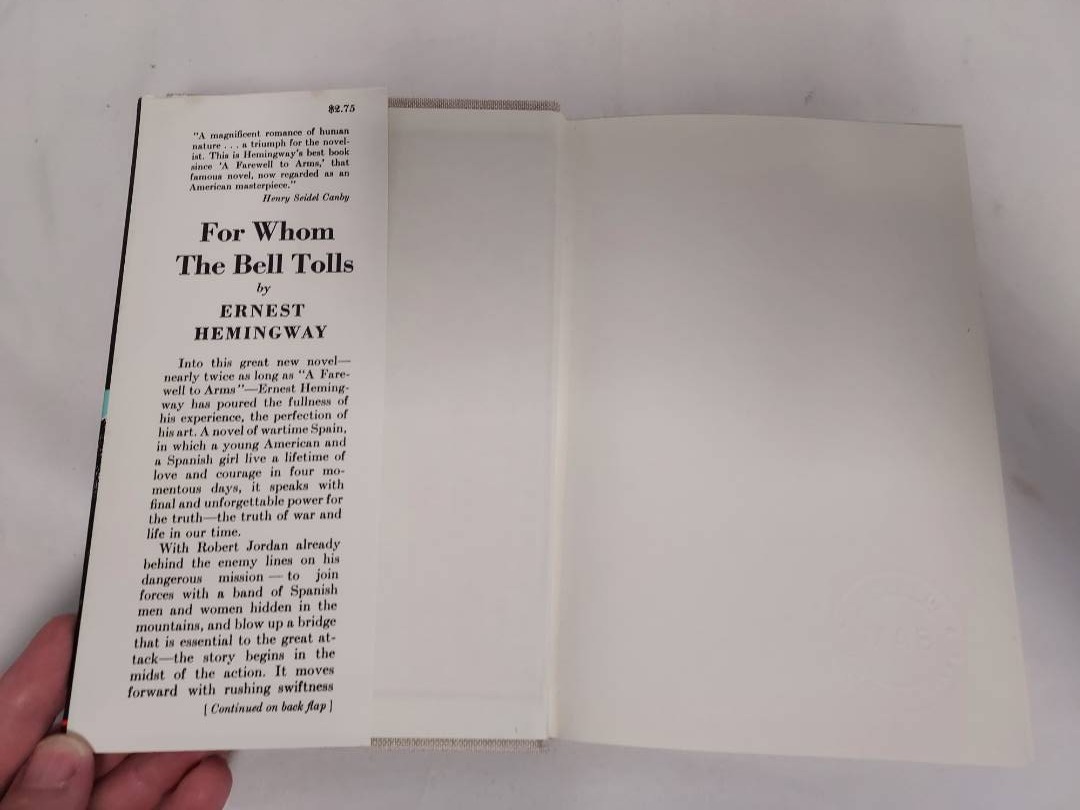 $2.75
"A magnificent romance of human
nature . . . a triumph for the novel-
ist. This is Hemingway's best book
since 'A Farewell to Arms,' that
famous novel, now regarded as an
American masterpiece."
Henry Seidel Canby
For Whom
The Bell Tolls
by
ERNEST
HEMINGWAY
Into this great new novel—
nearly twice as long as "A Fare-
well to Arms"—Ernest Heming-
way has poured the fullness of
his experience, the perfection of
his art. A novel of wartime Spain,
in which a young American and
a Spanish girl live a lifetime of
love and courage in four mo-
mentous days, it speaks with
final and unforgettable power for
the truth—the truth of war and
life in our time.
With Robert Jordan already
behind the enemy lines on his
dangerous mission — to join
forces with a band of Spanish
men and women hidden in the
mountains, and blow up a bridge
that is essential to the great at-
tack—the story begins in the
midst of the action. It moves
forward with rushing swiftness
[ Continued on back flap ]